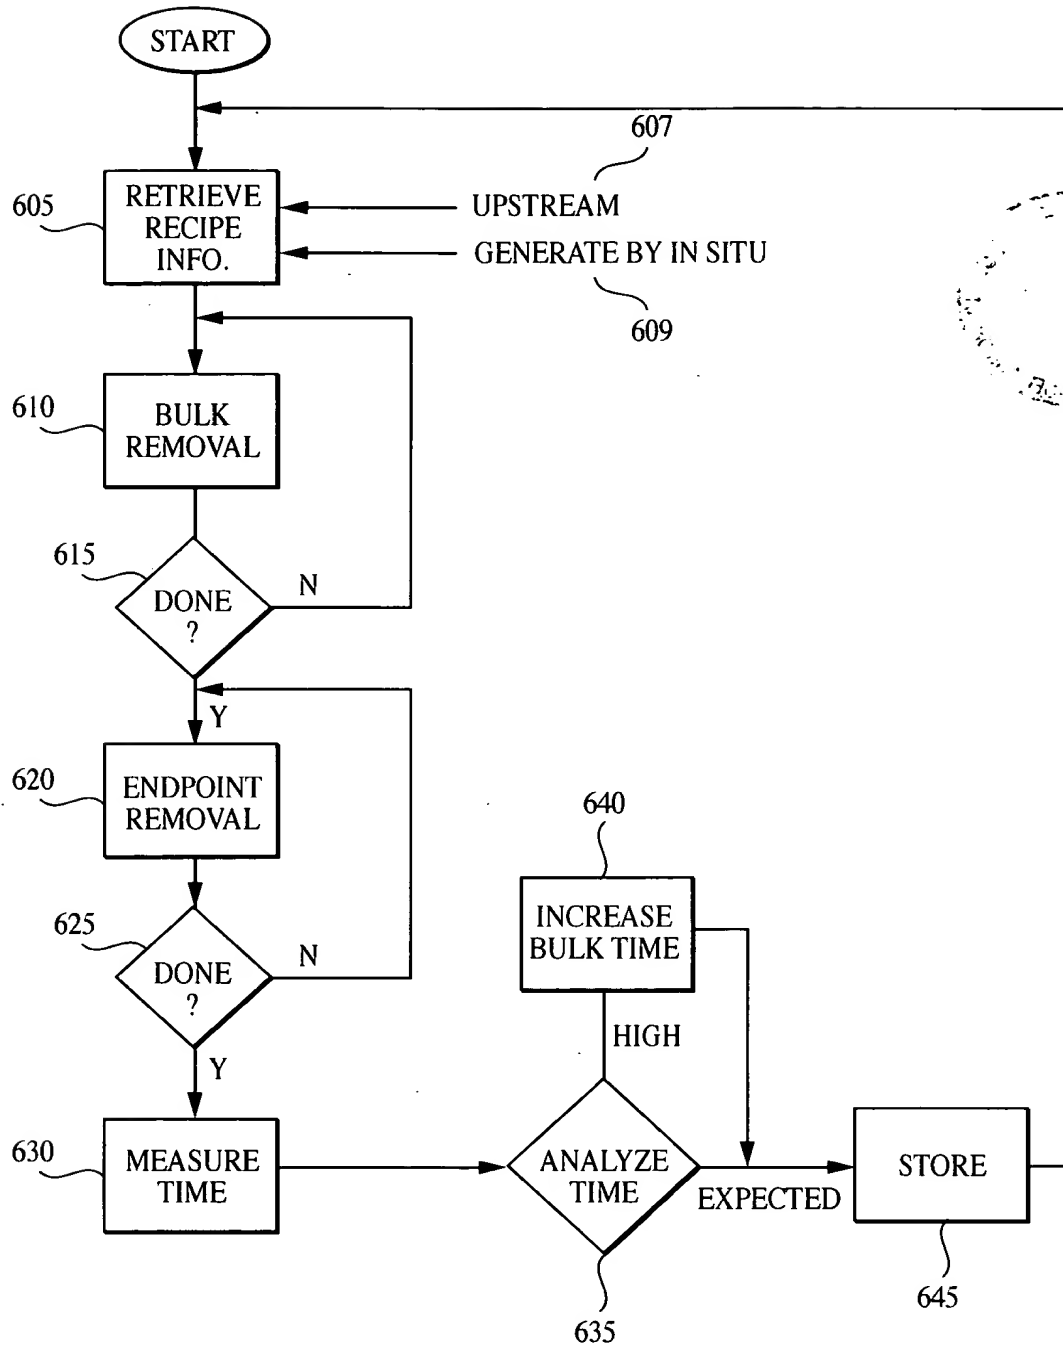 START
607
605
RETRIEVE
RECIPE
INFO.
UPSTREAM
GENERATE BY IN SITU
609
610
BULK
REMOVAL
615
DONE
?
N
Y
620
ENDPOINT
REMOVAL
640
625
DONE
?
N
INCREASE
BULK TIME
HIGH
Y
630
MEASURE
TIME
ANALYZE
TIME
EXPECTED
STORE
645
635